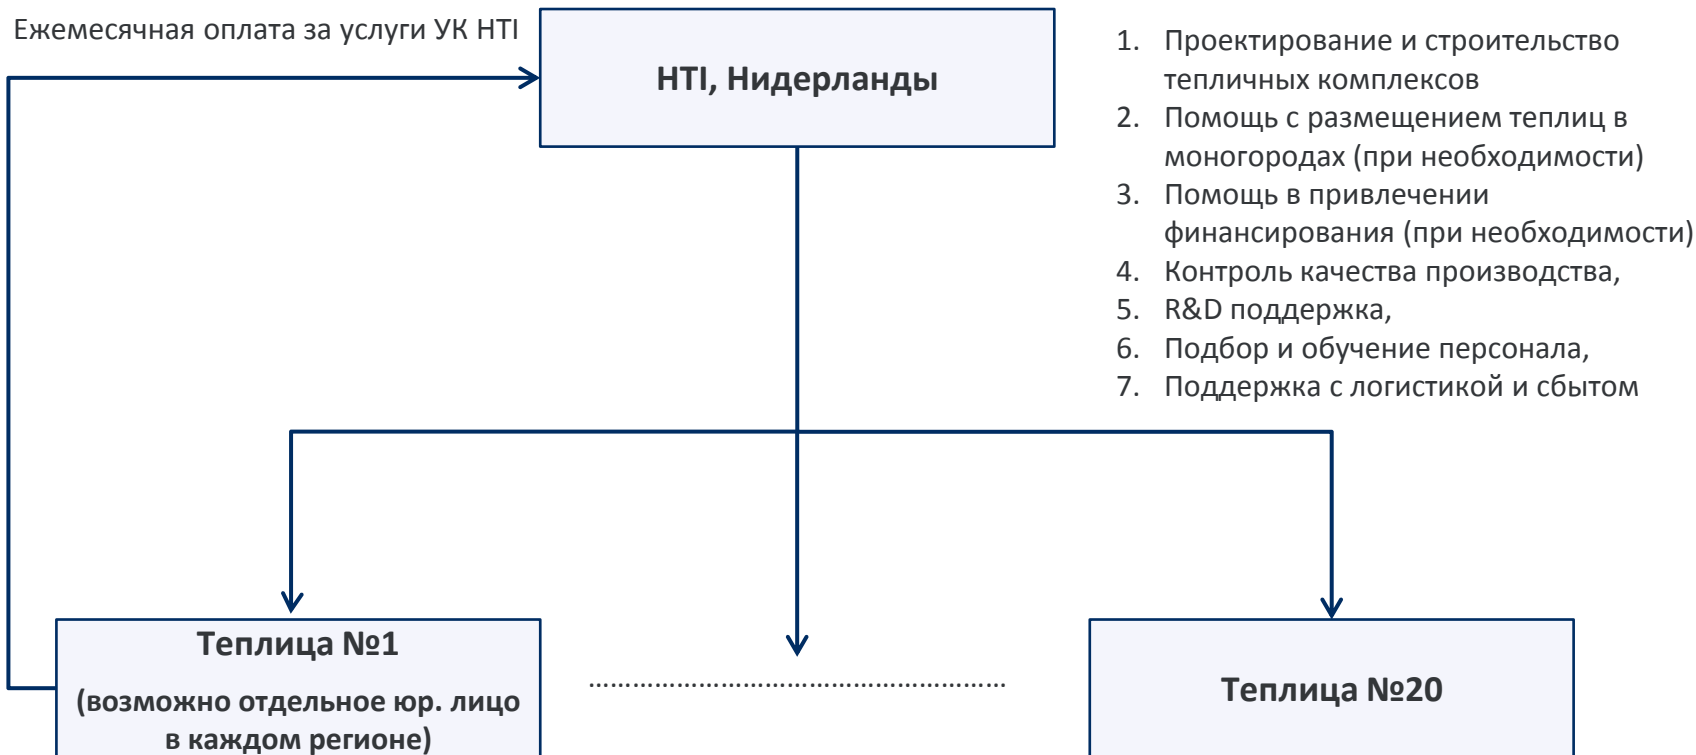 Ежемесячная оплата за услуги УК HTI
HTI, Нидерланды
1. Проектирование и строительство
тепличных комплексов
2. Помощь с размещением теплиц в
моногородах (при необходимости)
3. Помощь в привлечении
финансирования (при необходимости)
4. Контроль качества производства,
5. R&D поддержка,
6. Подбор и обучение персонала,
7. Поддержка с логистикой и сбытом
Теплица №1
(возможно отдельное юр. лицо
в каждом регионе)
........................................................
Теплица №20